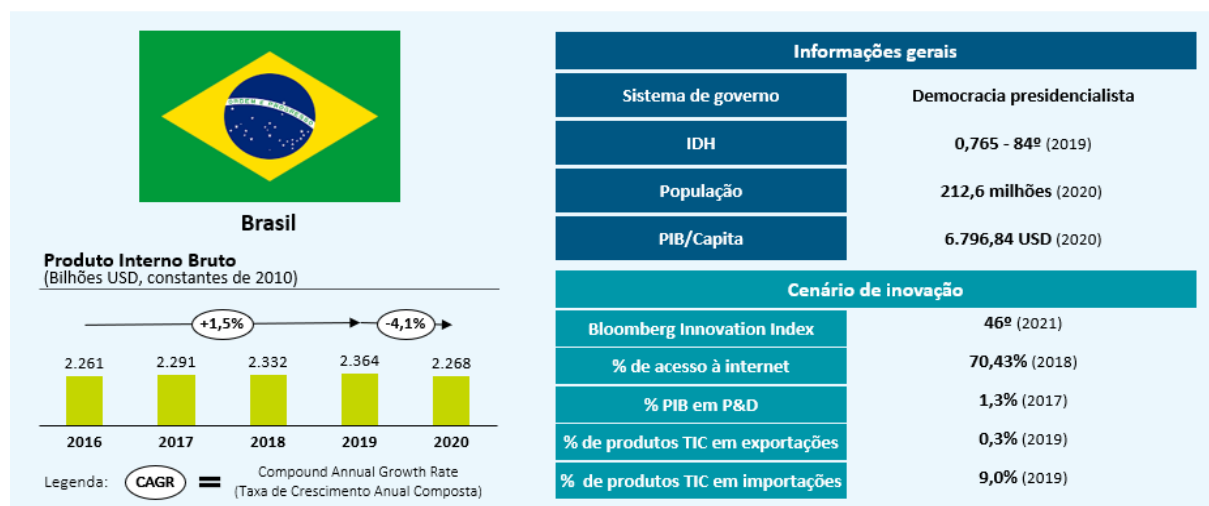 ORDEM E PROGRESSO
Brasil
Produto Interno Bruto
(Bilhões USD, constantes de 2010)
+1,5% -4,1%
2.261 2.291 2.332 2.364 2.268
2016 2017 2018 2019 2020
Legenda: CAGR = Compound Annual Growth Rate
(Taxa de Crescimento Anual Composta)
Informações gerais
Sistema de governo Democracia presidencialista
IDH 0,765 - 84º (2019)
População 212,6 milhões (2020)
PIB/Capita 6.796,84 USD (2020)
Cenário de inovação
Bloomberg Innovation Index 46º (2021)
% de acesso à internet 70,43% (2018)
% PIB em P&D 1,3% (2017)
% de produtos TIC em exportações 0,3% (2019)
% de produtos TIC em importações 9,0% (2019)